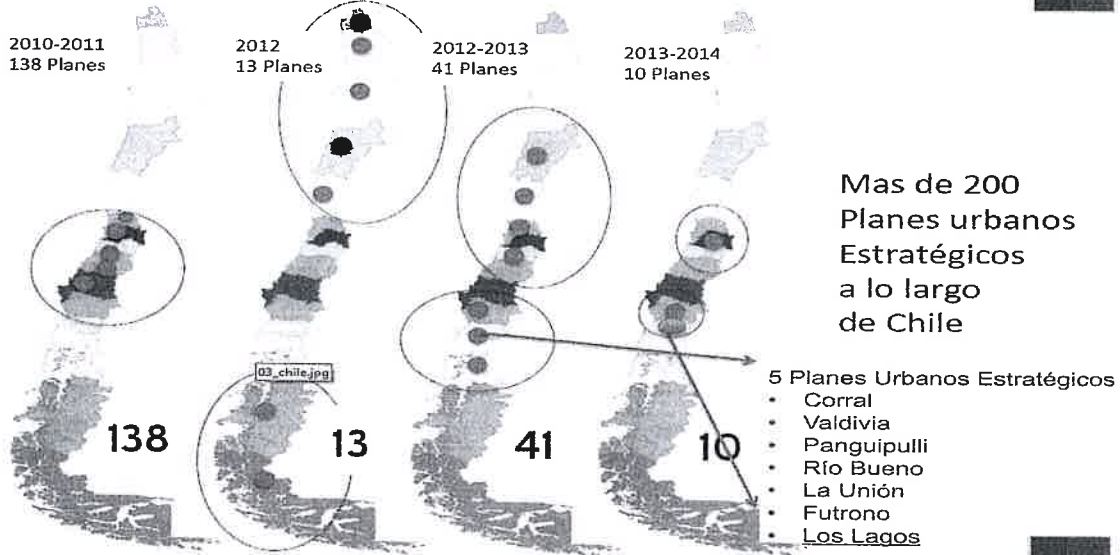 2010-2011
138 Planes
2012
13 Planes
2012-2013
41 Planes
2013-2014
10 Planes
Mas de 200
Planes urbanos
Estratégicos
a lo largo
de Chile
03_chile.jpg
138
13
41
10
5 Planes Urbanos Estratégicos
• Corral
• Valdivia
• Panguipulli
• Río Bueno
• La Unión
• Futrono
• Los Lagos